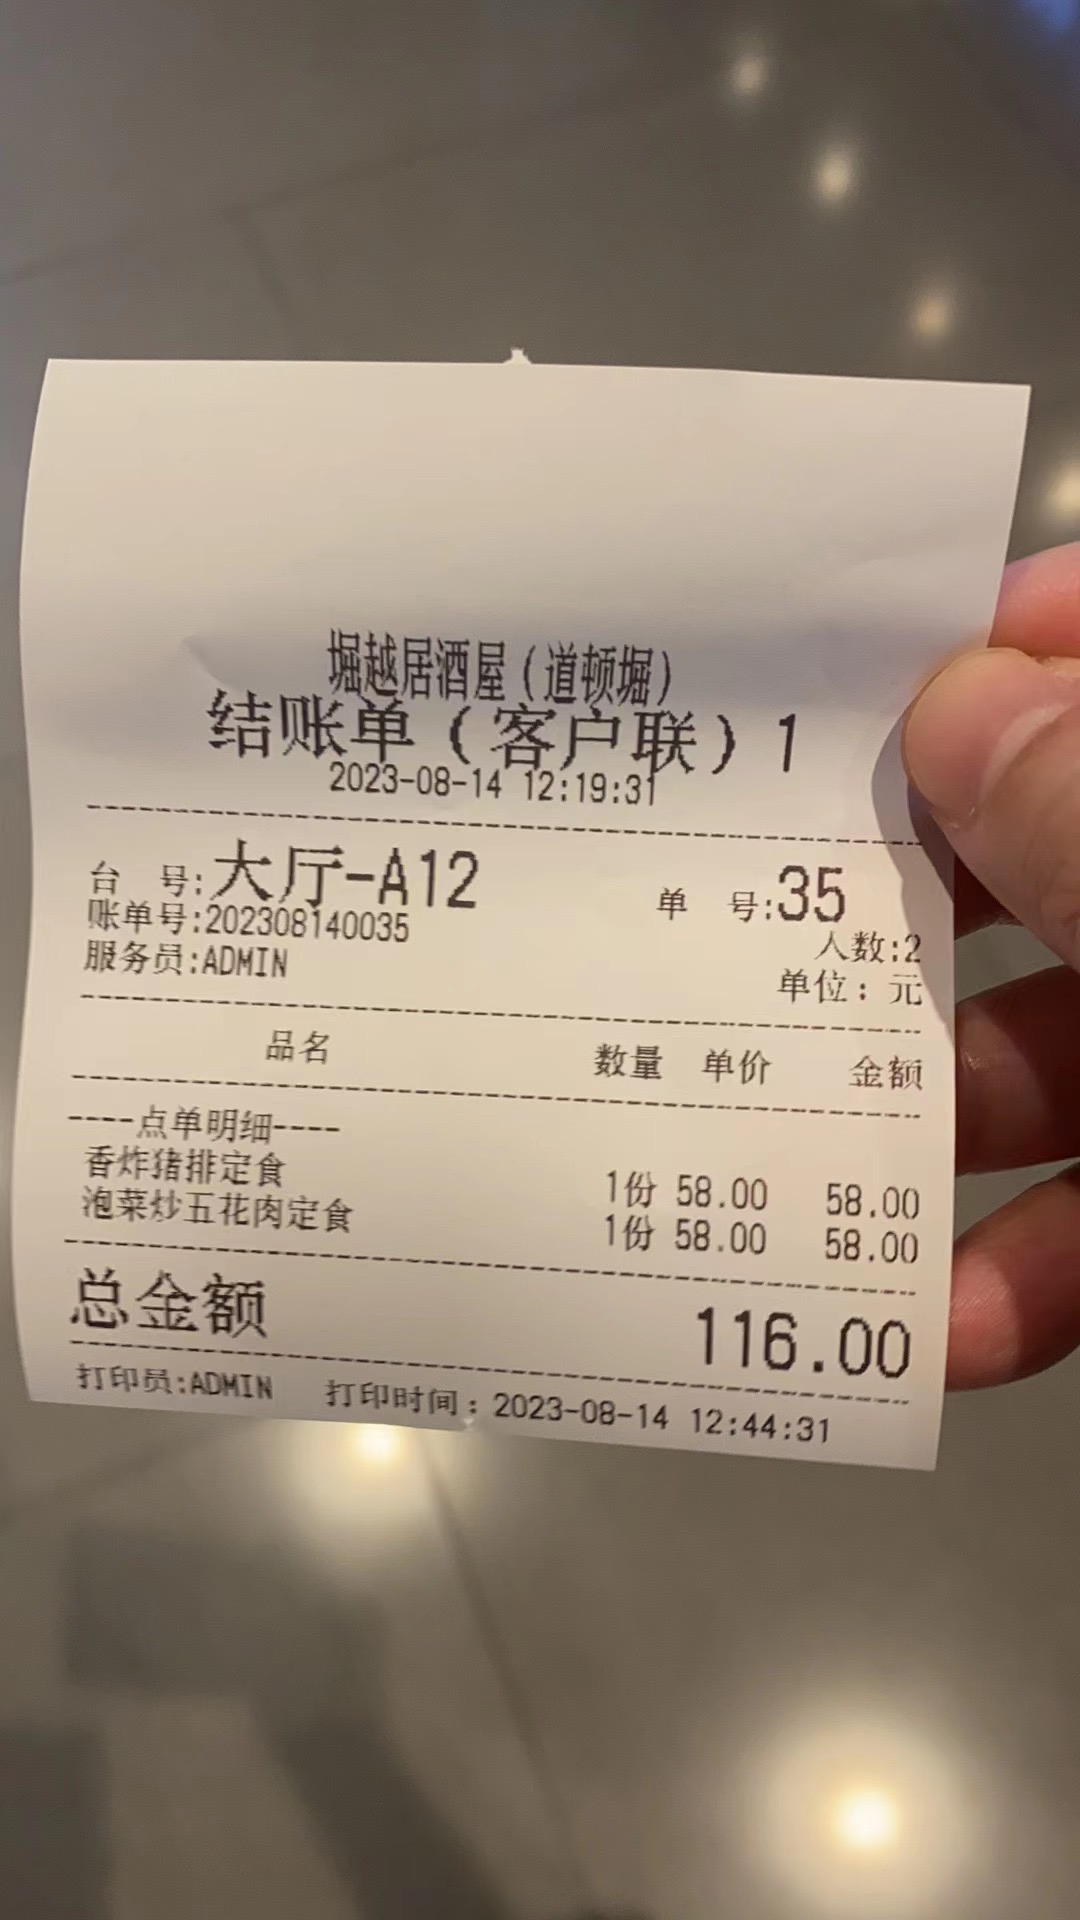 堀越居酒屋(道顿堀)
结账单(客户联)1
2023-08-14 12:19:31
台 号:大厅-A12 单 号:35
账单号:202308140035 人数:2
服务员:ADMIN 单位: 元
品名 数量 单价 金额
----点单明细----
香炸猪排定食 1份 58.00 58.00
泡菜炒五花肉定食 1份 58.00 58.00
总金额 116.00
打印员:ADMIN 打印时间: 2023-08-14 12:44:31